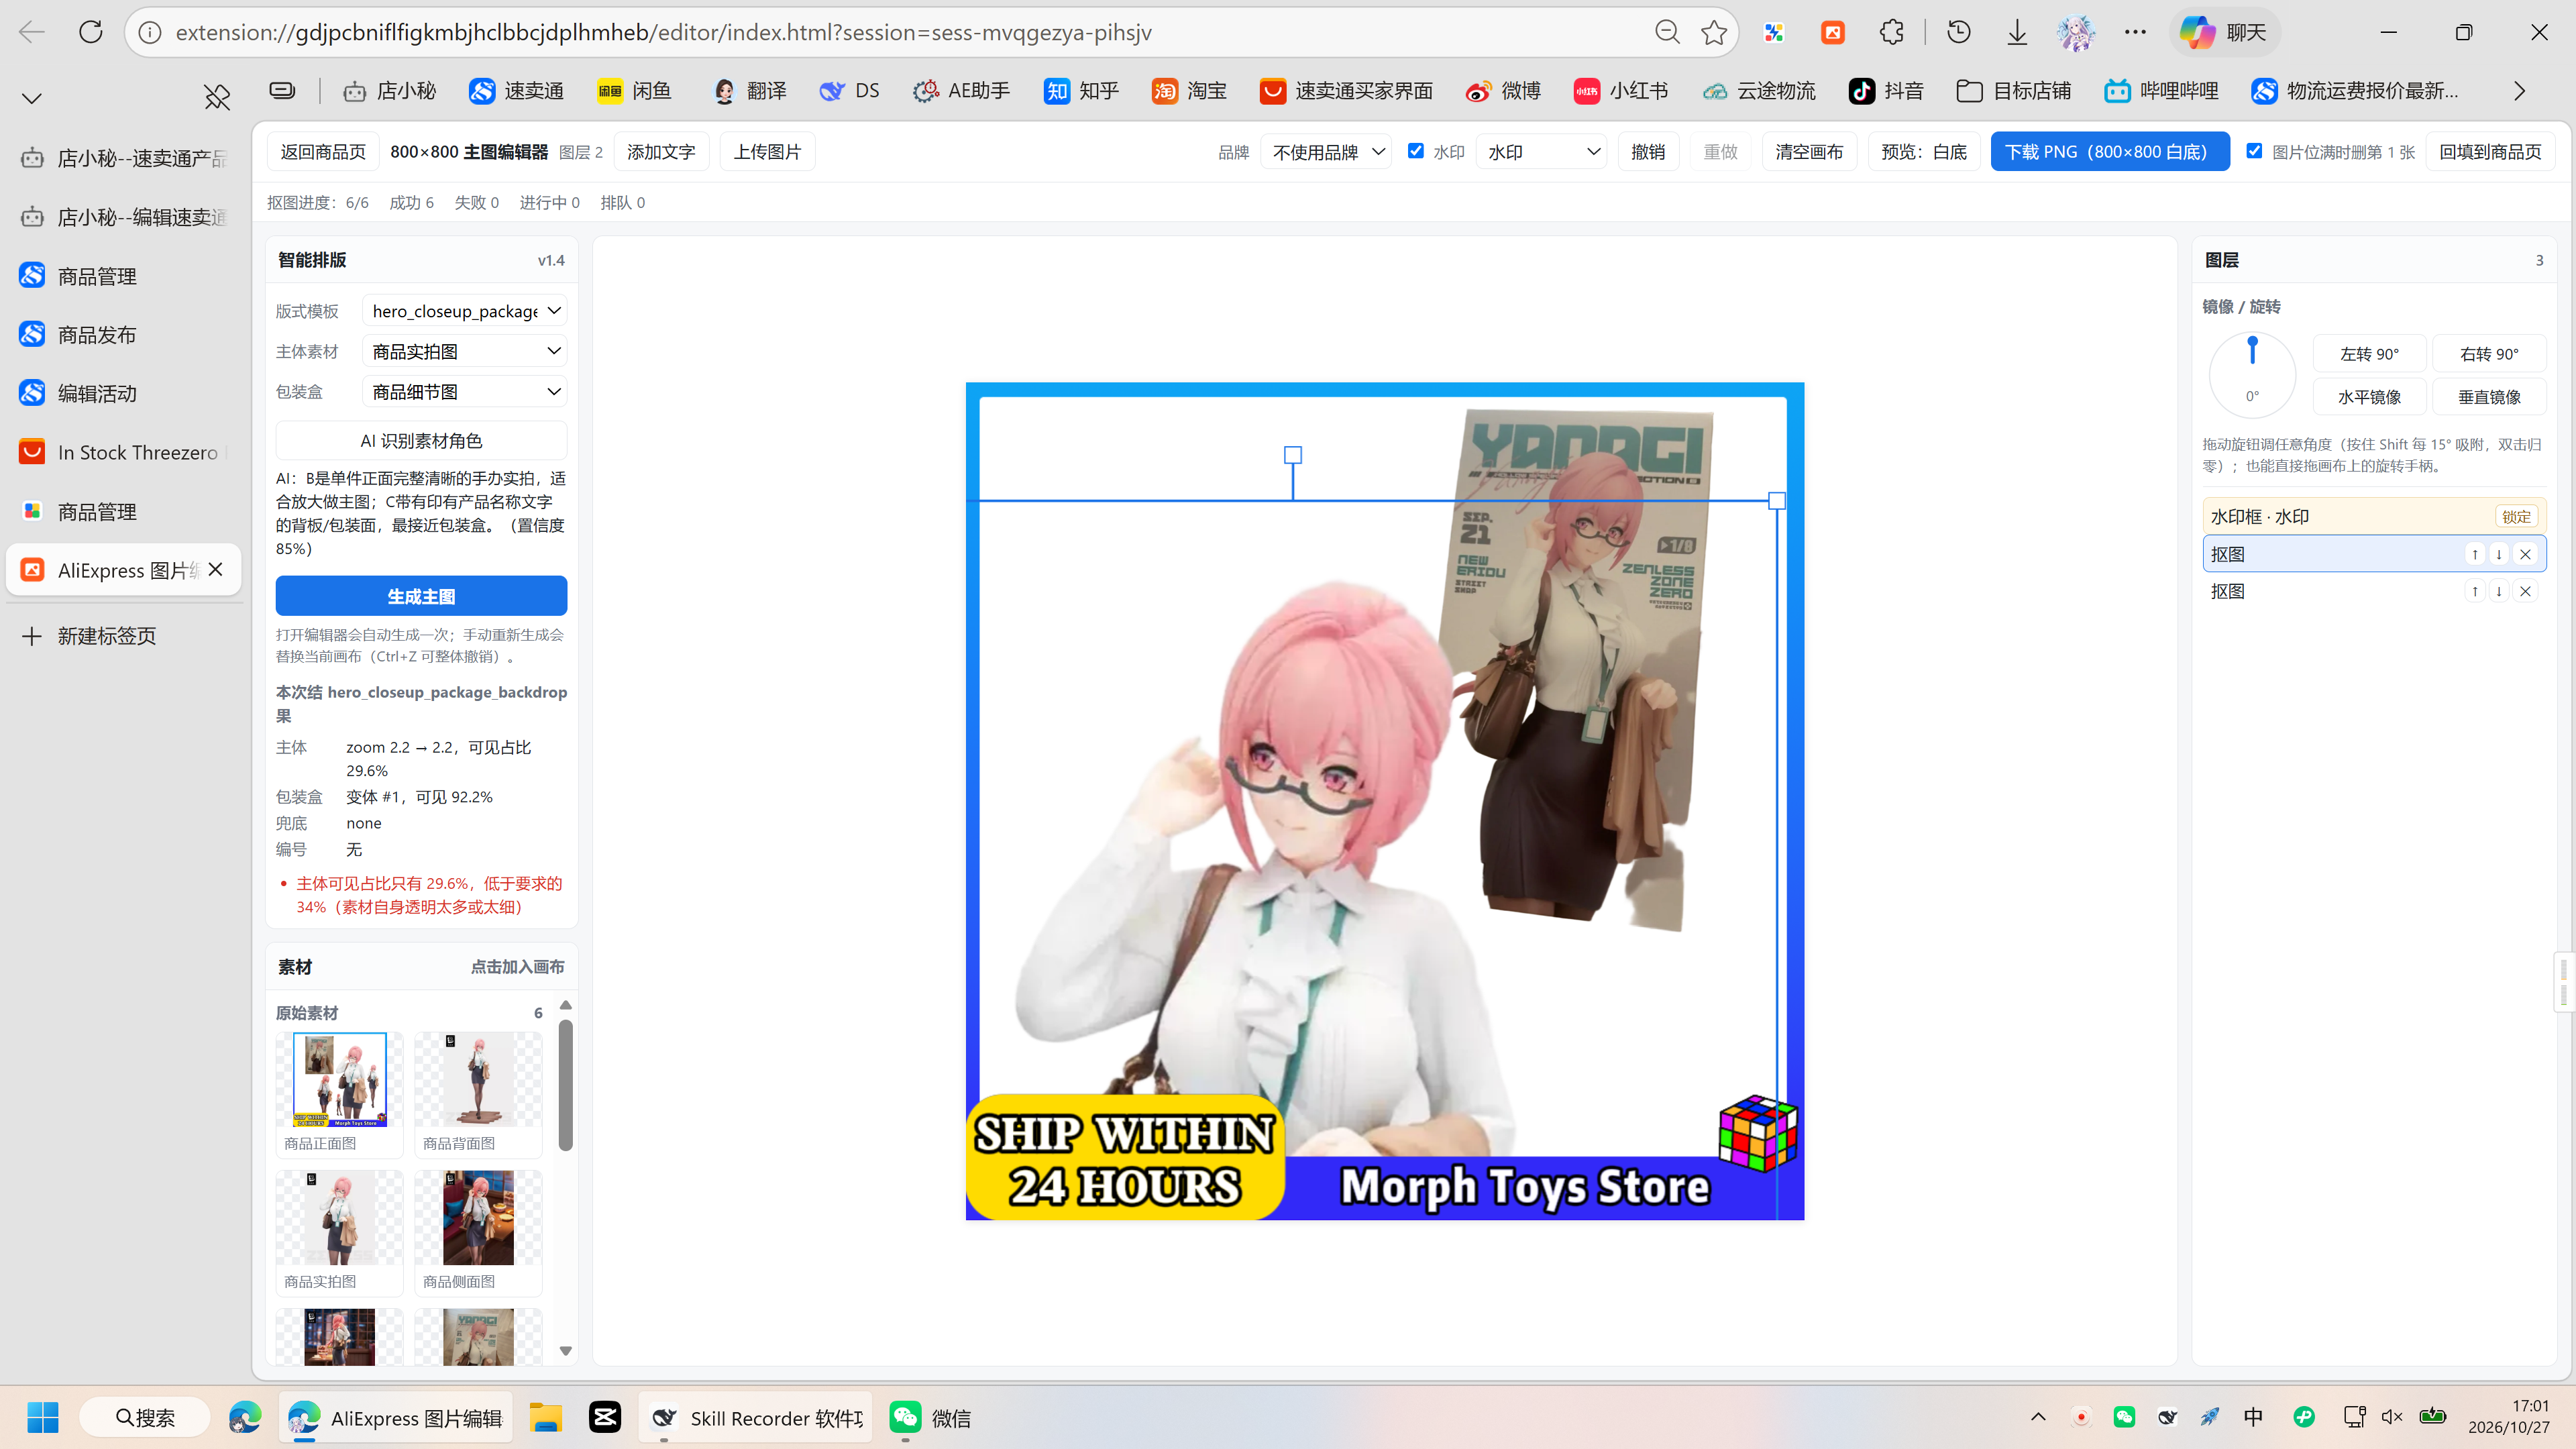 extension://gdjpcbniflfigkmbjhclbbcjdplhmheb/editor/index.html?session=sess-mvqgezya-pihsjv
聊天
店小秘
速卖通
闲鱼
翻译
DS
AE助手
知乎
淘宝
速卖通买家界面
微博
小红书
云途物流
抖音
目标店铺
哔哩哔哩
物流运费报价最新...
店小秘--速卖通产品
店小秘--编辑速卖通
商品管理
商品发布
编辑活动
In Stock Threezero
商品管理
AliExpress 图片编
新建标签页
返回商品页
800×800 主图编辑器
图层 2
添加文字
上传图片
品牌
不使用品牌
水印
水印
撤销
重做
清空画布
预览：白底
下载 PNG（800×800 白底）
图片位满时删第 1 张
回填到商品页
抠图进度：6/6
成功 6
失败 0
进行中 0
排队 0
智能排版
v1.4
版式模板
hero_closeup_package
主体素材
商品实拍图
包装盒
商品细节图
AI 识别素材角色
AI：B是单件正面完整清晰的手办实拍，适
合放大做主图；C带有印有产品名称文字
的背板/包装面，最接近包装盒。（置信度
85%）
生成主图
打开编辑器会自动生成一次；手动重新生成会
替换当前画布（Ctrl+Z 可整体撤销）。
本次结 hero_closeup_package_backdrop
果
主体
zoom 2.2 → 2.2，可见占比
29.6%
包装盒
变体 #1，可见 92.2%
兜底
none
编号
无
主体可见占比只有 29.6%，低于要求的
34%（素材自身透明太多或太细）
素材
点击加入画布
原始素材
6
商品正面图
商品背面图
商品实拍图
商品侧面图
YANAGI
SEP.
21
NEW
ERIDU
STREET
SHOP
1/8
ZENLESS
ZONE
ZERO
SHIP WITHIN
24 HOURS
Morph Toys Store
图层
3
镜像 / 旋转
0°
左转 90°
右转 90°
水平镜像
垂直镜像
拖动旋钮调任意角度（按住 Shift 每 15° 吸附，双击归
零）；也能直接拖画布上的旋转手柄。
水印框 · 水印
锁定
抠图
抠图
搜索
AliExpress 图片编辑
Skill Recorder 软件功
微信
中
17:01
2026/10/27